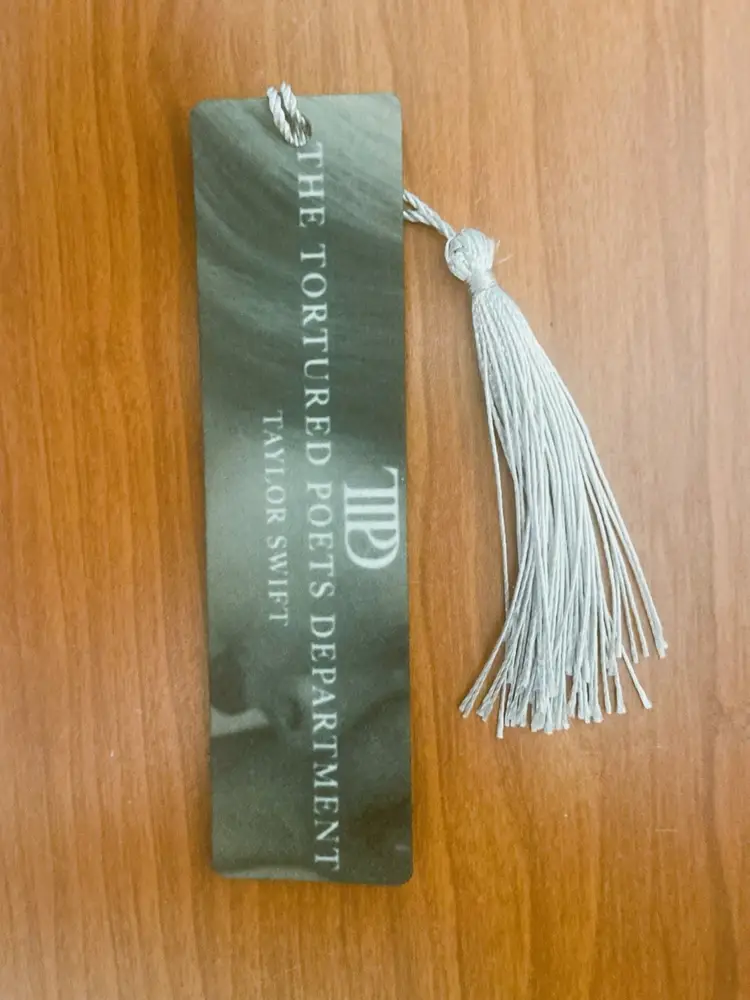 TTPD
THE TORTURED POETS DEPARTMENT
TAYLOR SWIFT